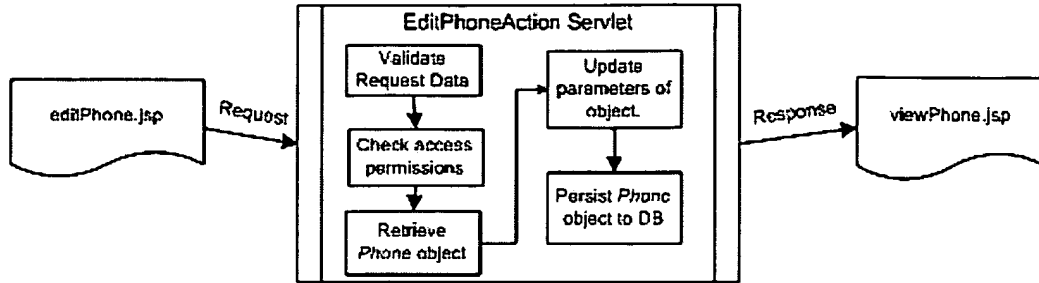 EditPhoneAction Servlet
editPhone.jsp
Request
Validate
Request Data
Check access
permissions
Retrieve
Phone object
Update
parameters of
object.
Persist Phone
object to DB
Response
viewPhone.jsp